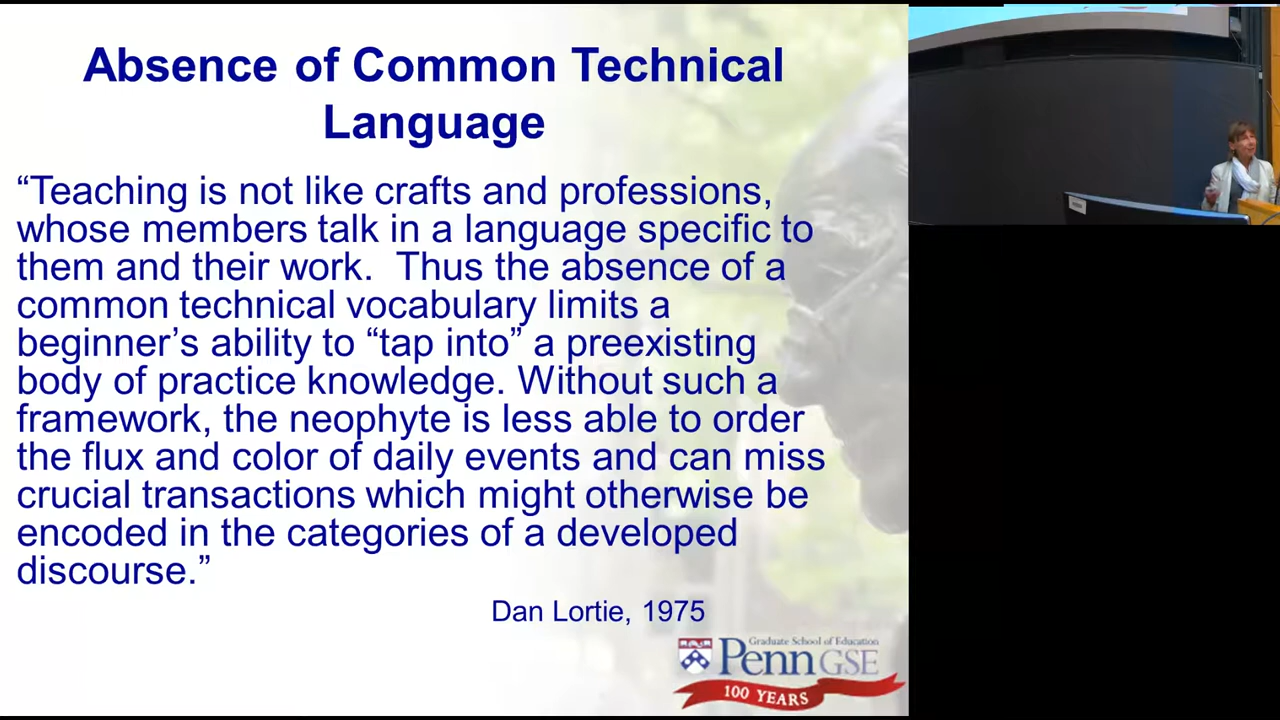 Absence of Common Technical
Language
“Teaching is not like crafts and professions,
whose members talk in a language specific to
them and their work.  Thus the absence of a
common technical vocabulary limits a
beginner’s ability to “tap into” a preexisting
body of practice knowledge. Without such a
framework, the neophyte is less able to order
the flux and color of daily events and can miss
crucial transactions which might otherwise be
encoded in the categories of a developed
discourse.”
Dan Lortie, 1975
Graduate School of Education
Penn GSE
100 YEARS